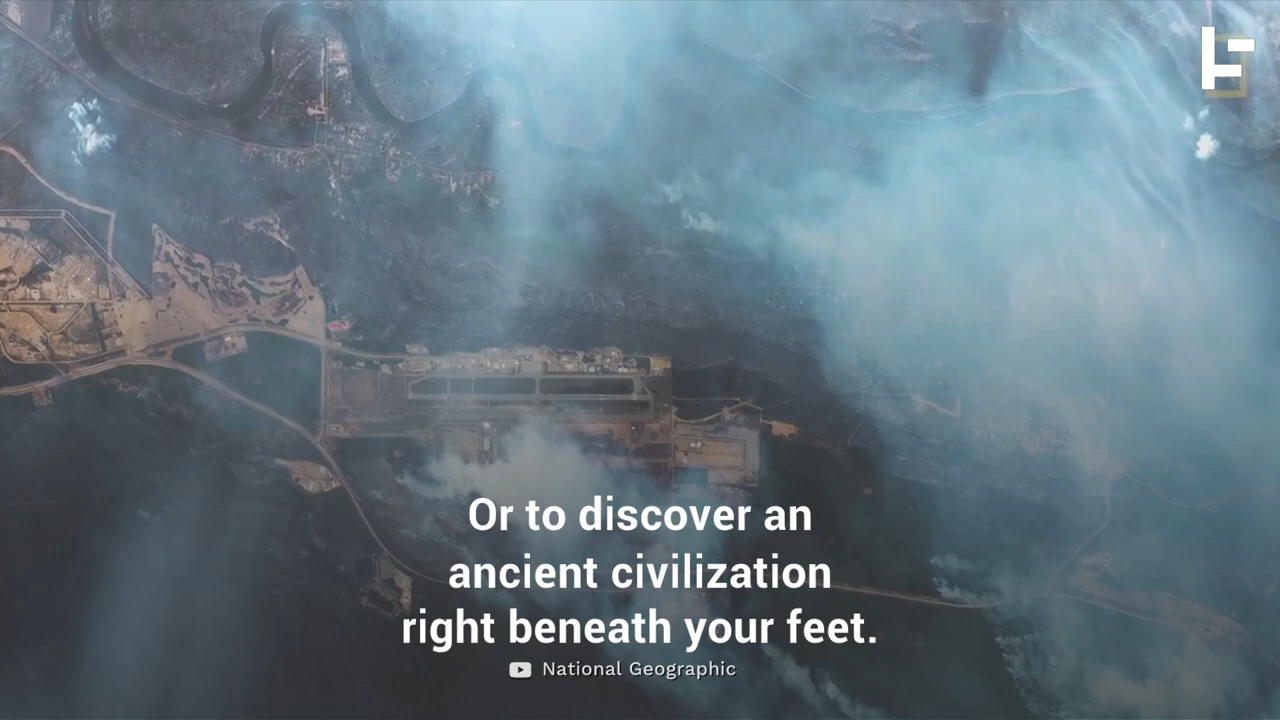 Or to discover an
ancient civilization
right beneath your feet.
National Geographic